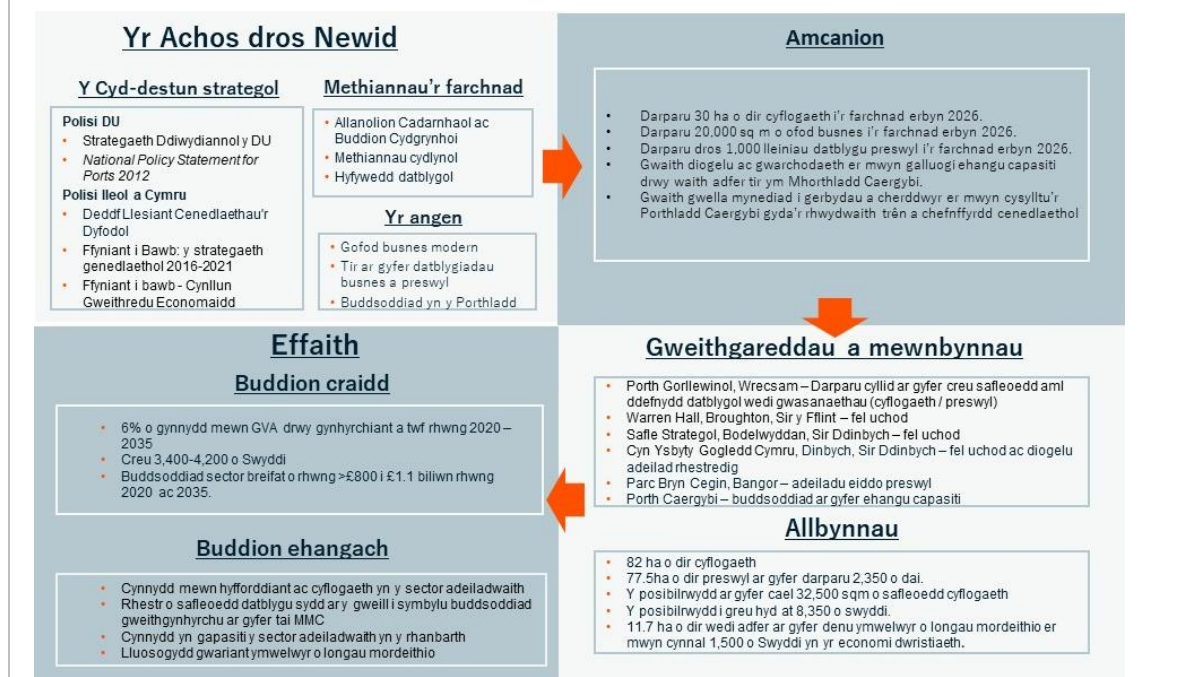 Yr Achos dros Newid
Y Cyd-destun strategol
Polisi DU
• Strategaeth Ddiwydiannol y DU
• National Policy Statement for
Ports 2012
Polisi lleol a Cymru
• Deddf Llesiant Cenedlaethau'r
Dyfodol
• Ffyniant i Bawb: y strategaeth
genedlaethol 2016-2021
• Ffyniant i bawb - Cynllun
Gweithredu Economaidd
Methiannau'r farchnad
• Allanolion Cadarnhaol ac
Buddion Cydgrynhoi
• Methiannau cydlynol
• Hyfywedd datblygol
Yr angen
• Gofod busnes modern
• Tir ar gyfer datblygiadau
busnes a preswyl
• Buddsoddiad yn y Porthladd
Amcanion
• Darparu 30 ha o dir cyflogaeth i'r farchnad erbyn 2026.
• Darparu 20,000 sq m o ofod busnes i'r farchnad erbyn 2026.
• Darparu dros 1,000 lleiniau datblygu preswyl i'r farchnad erbyn 2026.
• Gwaith diogelu ac gwarchodaeth er mwyn galluogi ehangu capasiti
drwy waith adfer tir ym Mhorthladd Caergybi.
• Gwaith gwella mynediad i gerbydau a cherddwyr er mwyn cysylltu'r
Porthladd Caergybi gyda'r rhwydwaith trên a chefnffyrdd cenedlaethol
Gweithgareddau a mewnbynnau
• Porth Gorllewinol, Wrecsam – Darparu cyllid ar gyfer creu safleoedd aml
ddefnydd datblygol wedi gwasanaethau (cyflogaeth / preswyl)
• Warren Hall, Broughton, Sir y Fflint – fel uchod
• Safle Strategol, Bodelwyddan, Sir Ddinbych – fel uchod
• Cyn Ysbyty Gogledd Cymru, Dinbych, Sir Ddinbych – fel uchod ac diogelu
adeilad rhestredig
• Parc Bryn Cegin, Bangor – adeiladu eiddo preswyl
• Porth Caergybi – buddsoddiad ar gyfer ehangu capasiti
Allbynnau
• 82 ha o dir cyflogaeth
• 77.5ha o dir preswyl ar gyfer darparu 2,350 o dai.
• Y posibilrwydd ar gyfer cael 32,500 sqm o safleoedd cyflogaeth
• Y posibilrwydd i greu hyd at 8,350 o swyddi.
• 11.7 ha o dir wedi adfer ar gyfer denu ymwelwyr o longau mordeithio er
mwyn cynnal 1,500 o Swyddi yn yr economi dwristiaeth.
Effaith
Buddion craidd
• 6% o gynnydd mewn GVA drwy gynhyrchiant a twf rhwng 2020 –
2035
• Creu 3,400-4,200 o Swyddi
• Buddsoddiad sector breifat o rhwng >£800 i £1.1 biliwn rhwng
2020 ac 2035.
Buddion ehangach
• Cynnydd mewn hyfforddiant ac cyflogaeth yn y sector adeiladwaith
• Rhestr o safleoedd datblygu sydd ar y gweill i symbylu buddsoddiad
gweithgynhyrchu ar gyfer tai MMC
• Cynnydd yn gapasiti y sector adeiladwaith yn y rhanbarth
• Lluosogydd gwariant ymwelwyr o longau mordeithio